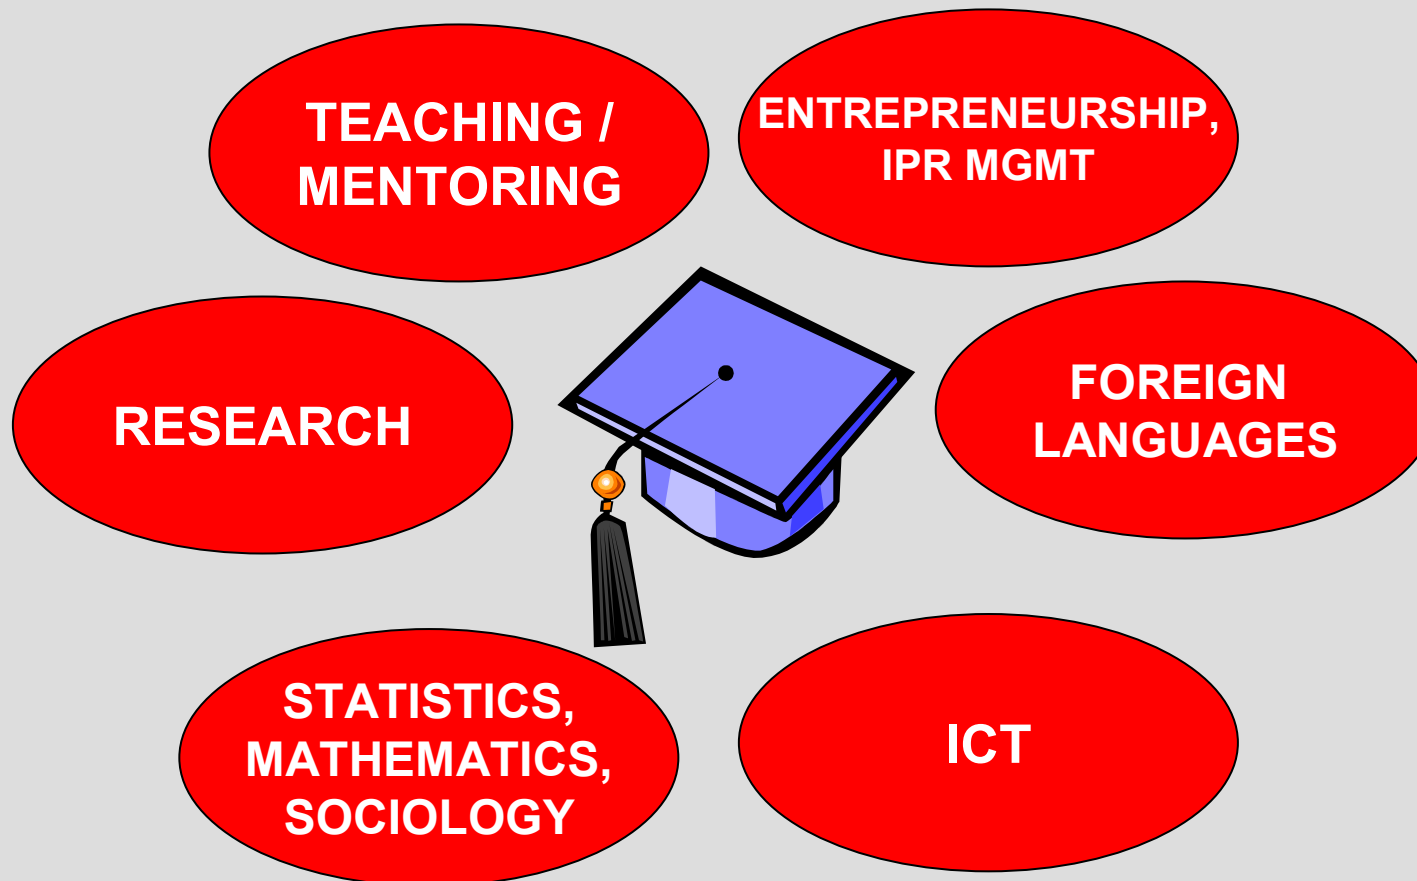 TEACHING /
MENTORING
ENTREPRENEURSHIP,
IPR MGMT
RESEARCH
FOREIGN
LANGUAGES
STATISTICS,
MATHEMATICS,
SOCIOLOGY
ICT